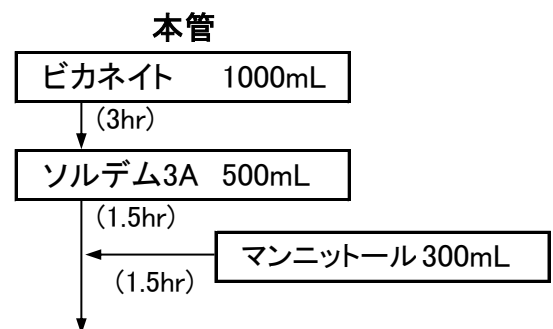 本管
ビカネイト 1000mL
(3hr)
ソルデム3A 500mL
(1.5hr)
マンニットール 300mL
(1.5hr)